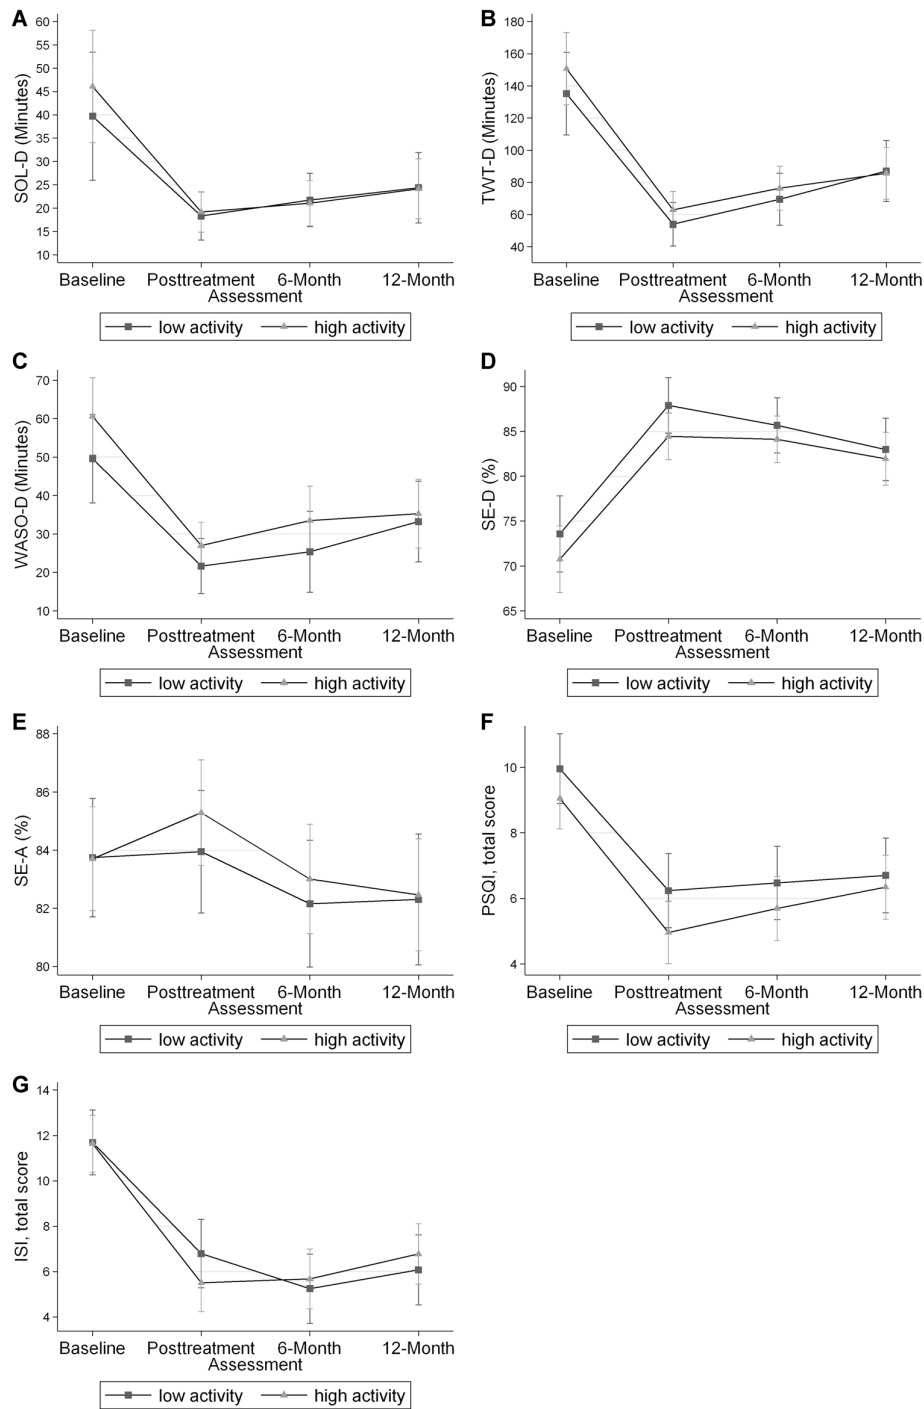 A
SOL-D (Minutes)
60
55
50
45
40
35
30
25
20
15
10
Baseline Posttreatment 6-Month 12-Month
Assessment
low activity high activity
B
TWT-D (Minutes)
180
160
140
120
100
80
60
40
Baseline Posttreatment 6-Month 12-Month
Assessment
low activity high activity
C
WASO-D (Minutes)
70
60
50
40
30
20
10
Baseline Posttreatment 6-Month 12-Month
Assessment
low activity high activity
D
SE-D (%)
90
85
80
75
70
65
Baseline Posttreatment 6-Month 12-Month
Assessment
low activity high activity
E
SE-A (%)
88
86
84
82
80
Baseline Posttreatment 6-Month 12-Month
Assessment
low activity high activity
F
PSQI, total score
10
8
6
4
Baseline Posttreatment 6-Month 12-Month
Assessment
low activity high activity
G
ISI, total score
14
12
10
8
6
4
Baseline Posttreatment 6-Month 12-Month
Assessment
low activity high activity